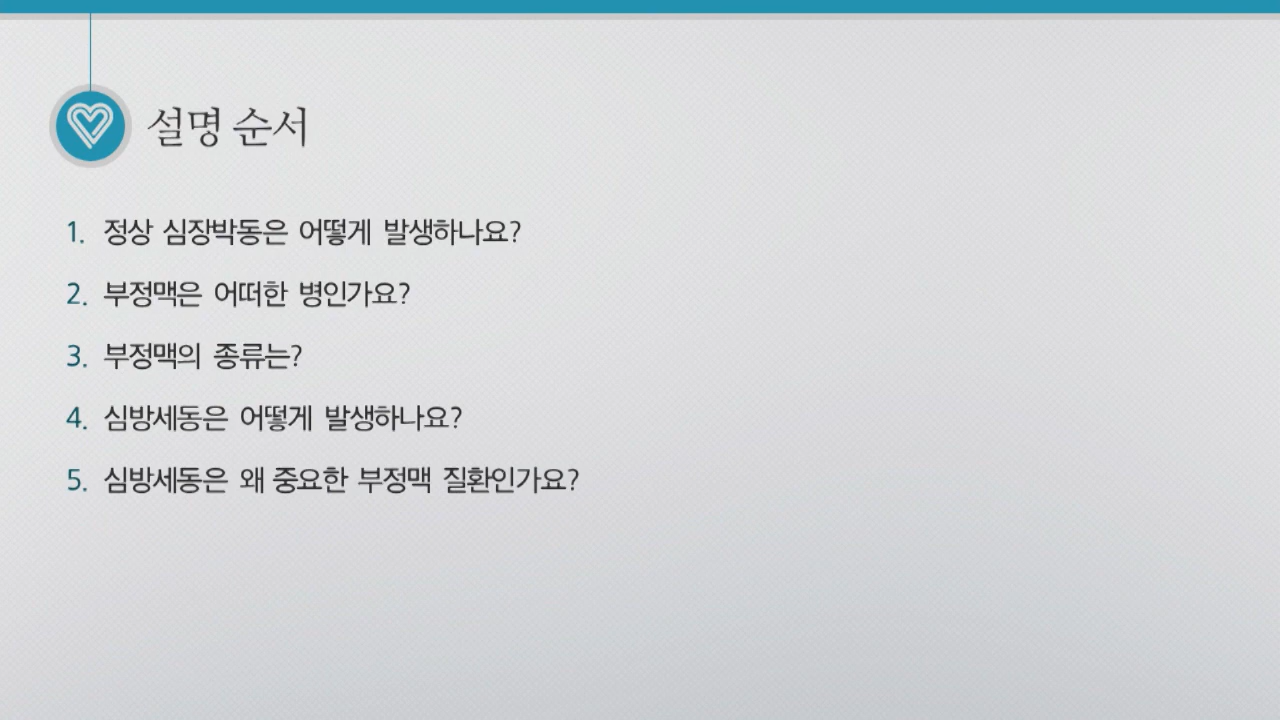 설명 순서
1. 정상 심장박동은 어떻게 발생하나요?
2. 부정맥은 어떠한 병인가요?
3. 부정맥의 종류는?
4. 심방세동은 어떻게 발생하나요?
5. 심방세동은 왜 중요한 부정맥 질환인가요?